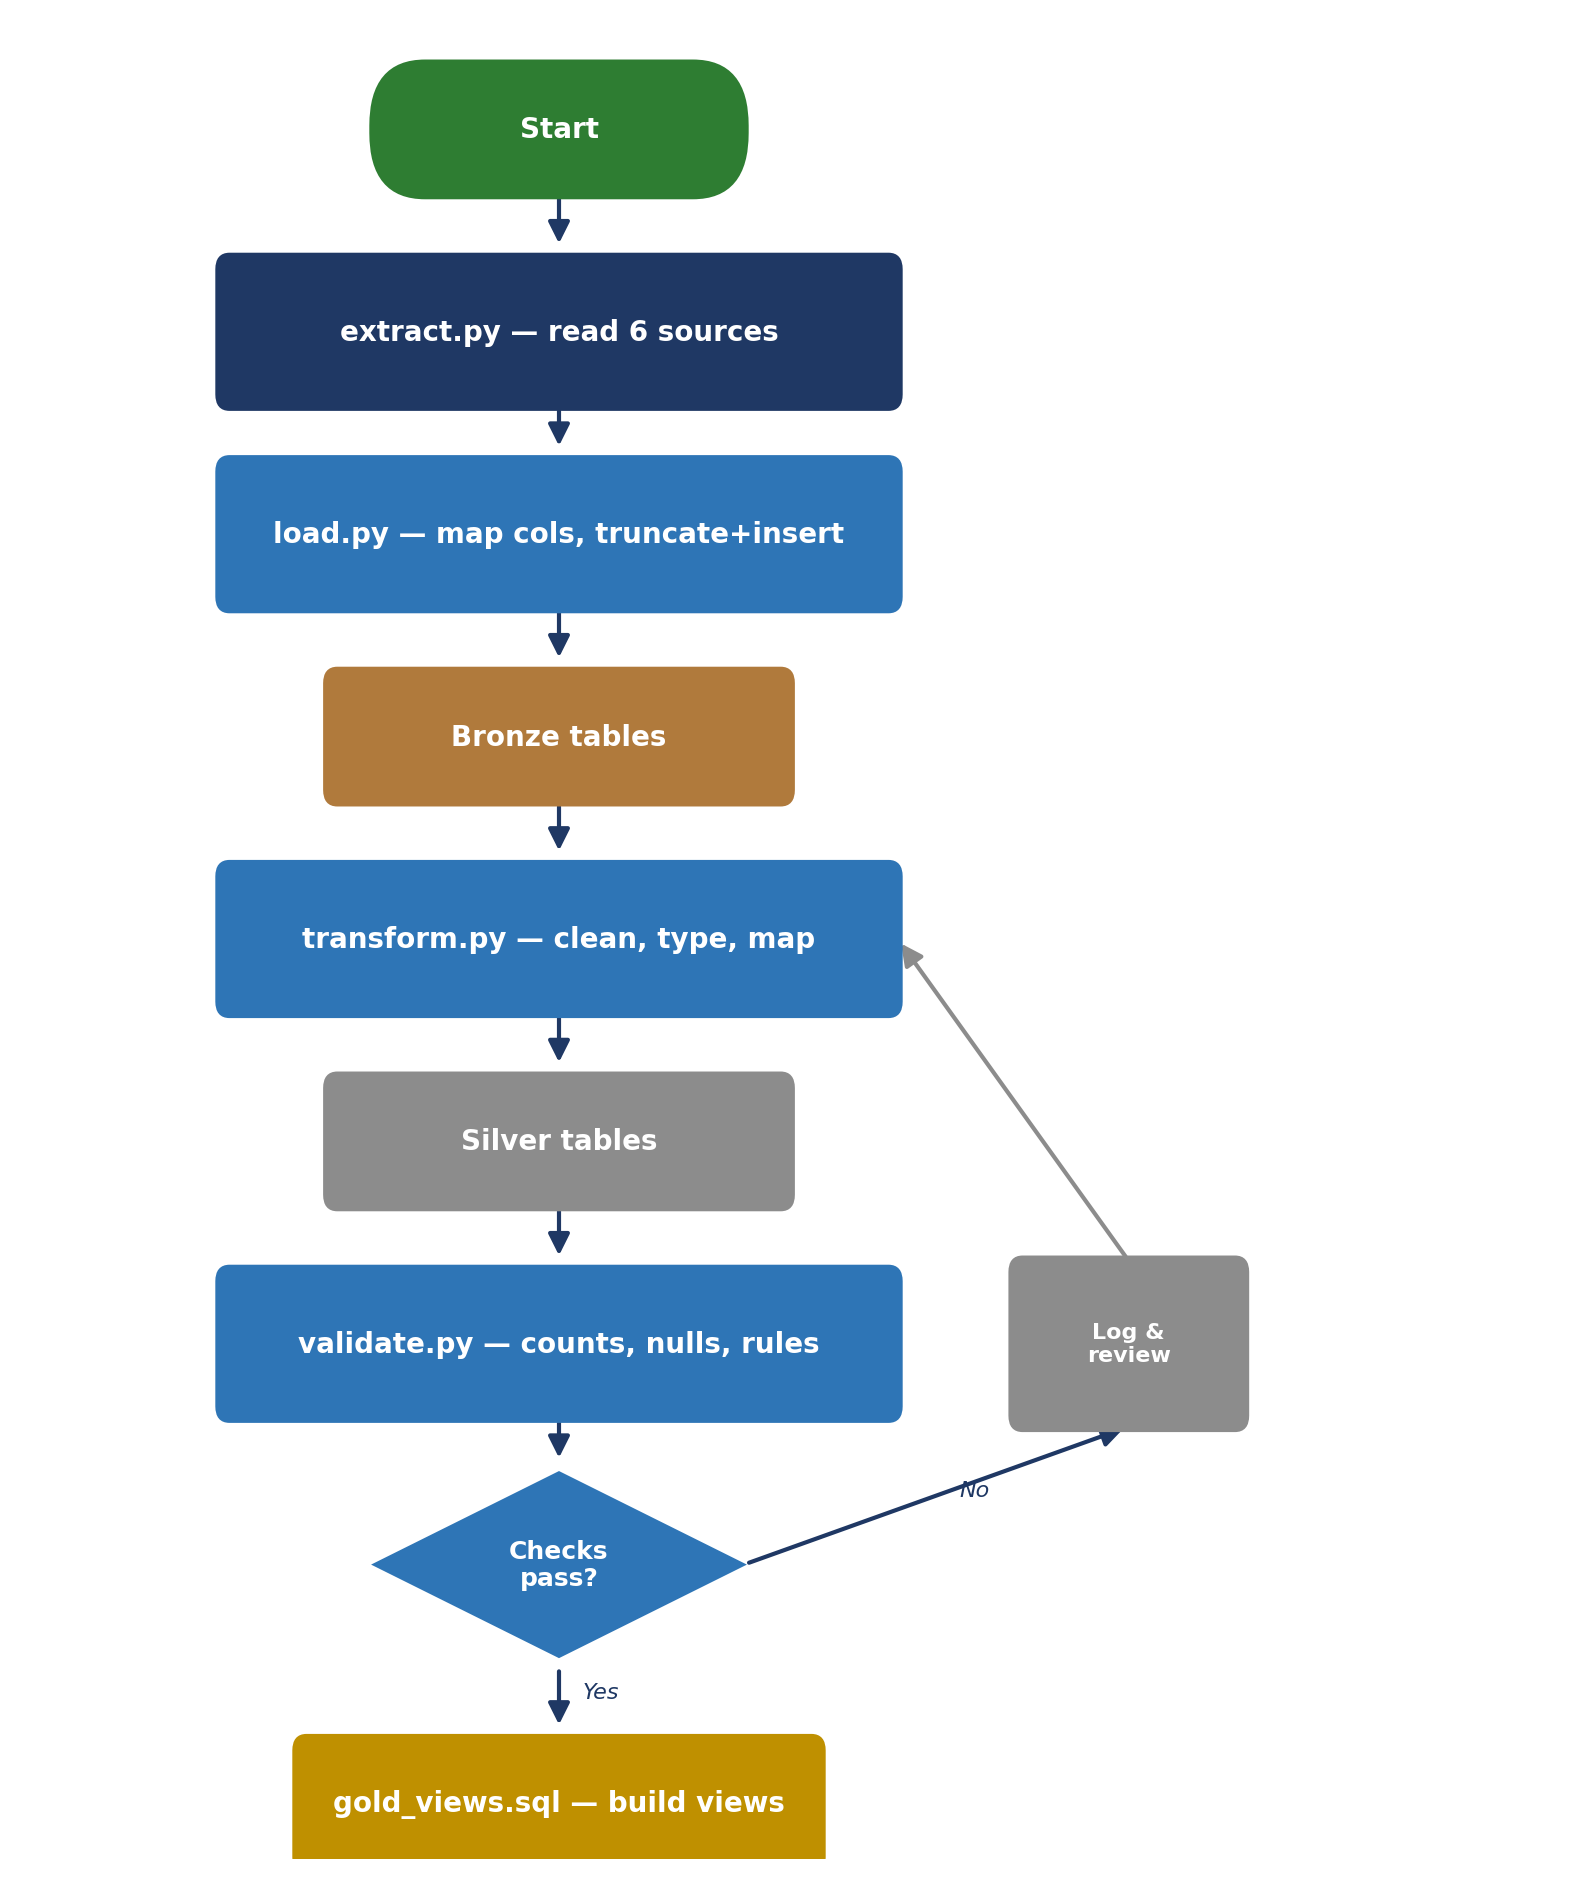 Start
extract.py — read 6 sources
load.py — map cols, truncate+insert
Bronze tables
transform.py — clean, type, map
Silver tables
validate.py — counts, nulls, rules
Log &
review
No
Checks
pass?
Yes
gold_views.sql — build views